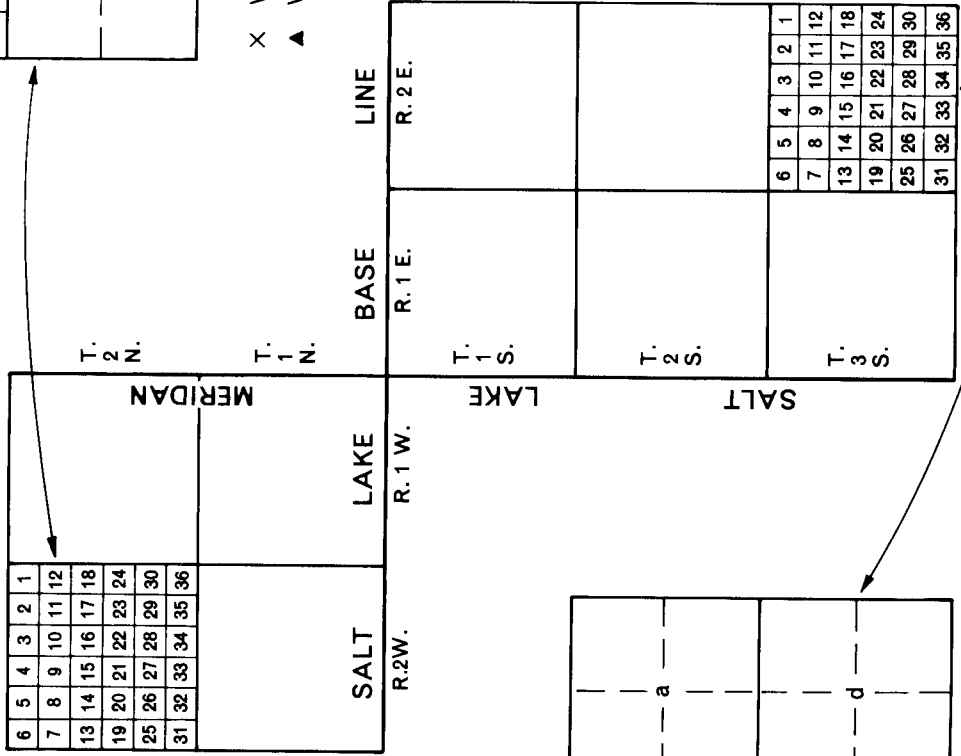 6 5 4 3 2 1
7 8 9 10 11 12
13 14 15 16 17 18
19 20 21 22 23 24
25 26 27 28 29 30
31 32 33 34 35 36
T.
2
N.
T.
1
N.
SALT LAKE BASE LINE
R.2W. R. 1 W. R. 1 E. R. 2 E.
SALT LAKE MERIDAN
T.
1
S.
T.
2
S.
T.
3
S.
6 5 4 3 2 1
7 8 9 10 11 12
13 14 15 16 17 18
19 20 21 22 23 24
25 26 27 28 29 30
31 32 33 34 35 36
a
d